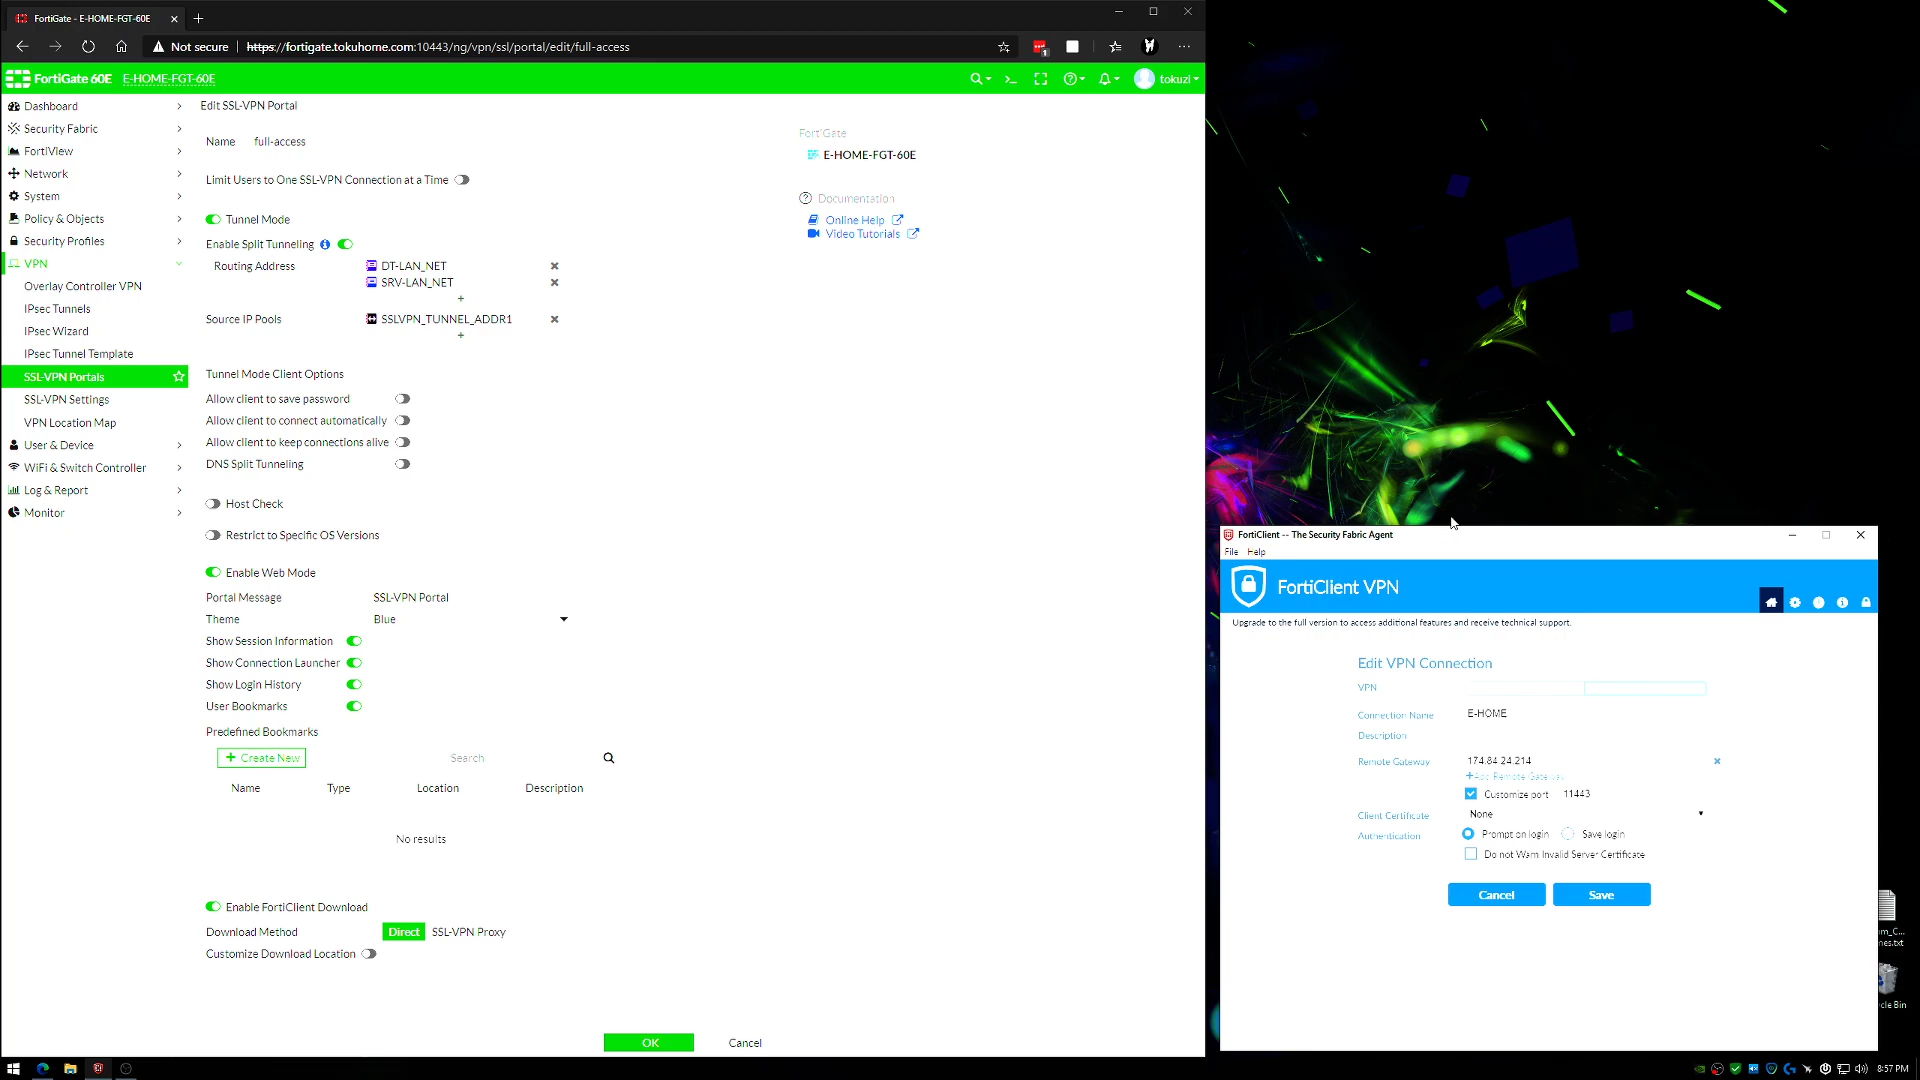 FortiGate - E-HOME-FGT-60E
Not secure
https://fortigate.tokuhome.com:10443/ng/vpn/ssl/portal/edit/full-access
FortiGate 60E
E-HOME-FGT-60E
tokuzi
Dashboard
Security Fabric
FortiView
Network
System
Policy & Objects
Security Profiles
VPN
Overlay Controller VPN
IPsec Tunnels
IPsec Wizard
IPsec Tunnel Template
SSL-VPN Portals
SSL-VPN Settings
VPN Location Map
User & Device
WiFi & Switch Controller
Log & Report
Monitor
Edit SSL-VPN Portal
Name full-access
Limit Users to One SSL-VPN Connection at a Time
Tunnel Mode
Enable Split Tunneling
Routing Address
DT-LAN_NET
SRV-LAN_NET
+
Source IP Pools
SSLVPN_TUNNEL_ADDR1
+
Tunnel Mode Client Options
Allow client to save password
Allow client to connect automatically
Allow client to keep connections alive
DNS Split Tunneling
Host Check
Restrict to Specific OS Versions
Enable Web Mode
Portal Message SSL-VPN Portal
Theme Blue
Show Session Information
Show Connection Launcher
Show Login History
User Bookmarks
Predefined Bookmarks
+ Create New
Search
Name Type Location Description
No results
Enable FortiClient Download
Download Method Direct SSL-VPN Proxy
Customize Download Location
OK Cancel
FortiGate
E-HOME-FGT-60E
Documentation
Online Help
Video Tutorials
FortiClient -- The Security Fabric Agent
File Help
FortiClient VPN
Upgrade to the full version to access additional features and receive technical support.
Edit VPN Connection
VPN
Connection Name E-HOME
Description
Remote Gateway 174.84.24.214
+Add Remote Gateway
Customize port 11443
Client Certificate None
Authentication Prompt on login Save login
Do not Warn Invalid Server Certificate
Cancel Save
nes.txt
cle Bin
8:57 PM